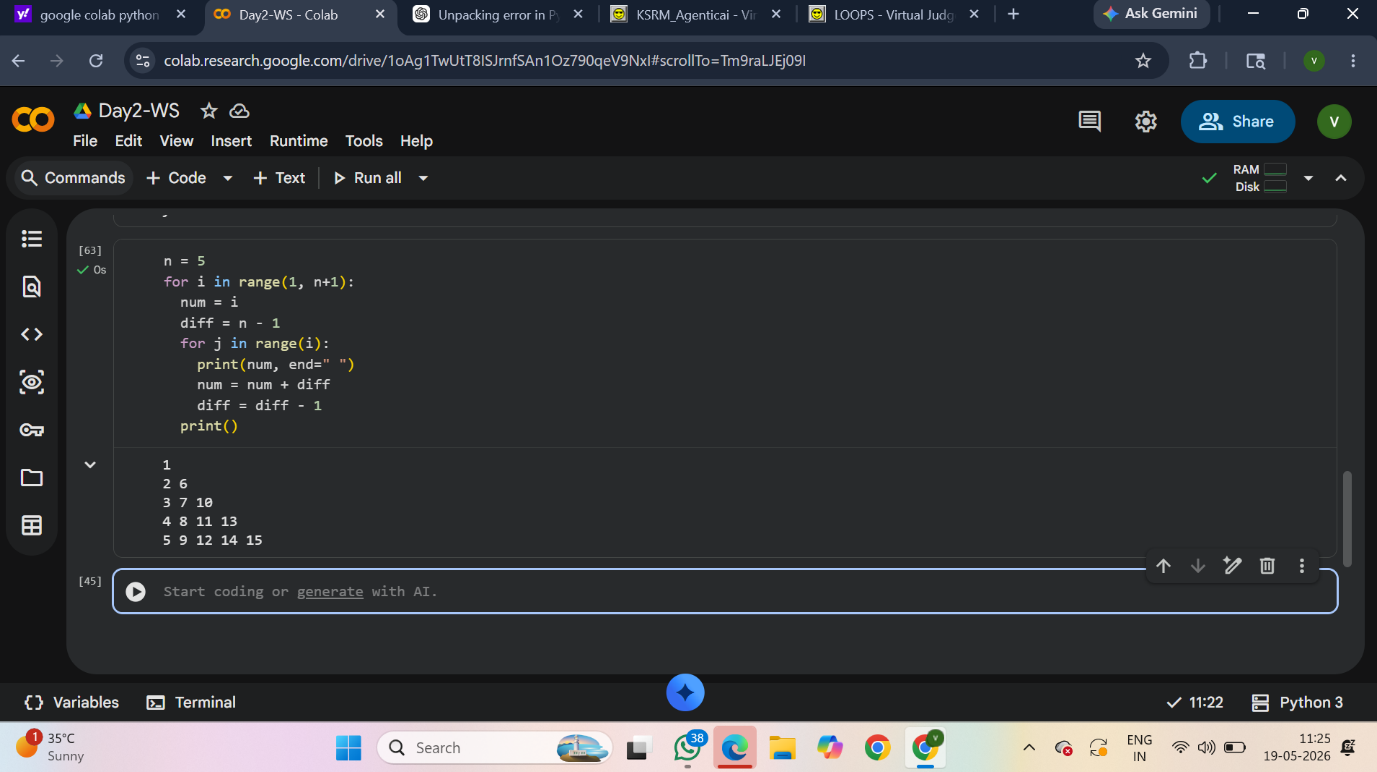 google colab python
Day2-WS - Colab
Unpacking error in Py
KSRM_Agenticai - Vir
LOOPS - Virtual Judg
Ask Gemini
colab.research.google.com/drive/1oAg1TwUtT8ISJrnfSAn1Oz790qeV9NxI#scrollTo=Tm9raLJEj09I
V
Day2-WS
File Edit View Insert Runtime Tools Help
Share
V
Commands + Code + Text Run all
RAM
Disk
[63]
0s
n = 5
for i in range(1, n+1):
  num = i
  diff = n - 1
  for j in range(i):
    print(num, end=" ")
    num = num + diff
    diff = diff - 1
  print()
1
2 6
3 7 10
4 8 11 13
5 9 12 14 15
[45]
Start coding or generate with AI.
{} Variables Terminal
11:22 Python 3
1
35°C
Sunny
Search
38
V
ENG
IN
11:25
19-05-2026